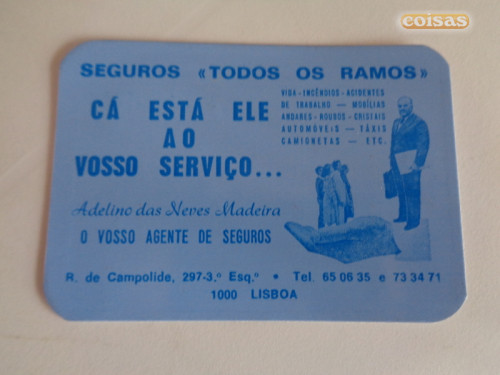 coisas
SEGUROS «TODOS OS RAMOS»
CÁ ESTÁ ELE
AO
VOSSO SERVIÇO...
VIDA - INCÊNDIOS - ACIDENTES
DE TRABALHO — MOBÍLIAS
ANDARES - ROUBOS - CRISTAIS
AUTOMÓVEIS — TÁXIS
CAMIONETAS — ETC.
Adelino das Neves Madeira
O VOSSO AGENTE DE SEGUROS
R. de Campolide, 297-3.º Esq.º • Tel. 65 06 35 e 73 34 71
1000 LISBOA